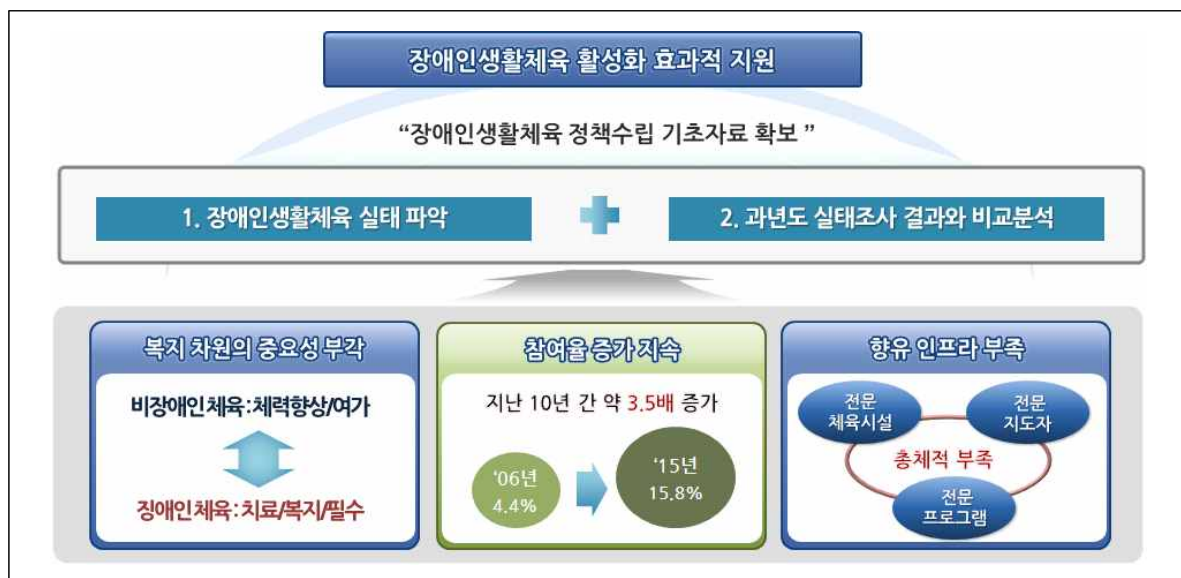 장애인생활체육 활성화 효과적 지원
“장애인생활체육 정책수립 기초자료 확보 ”
1. 장애인생활체육 실태 파악
2. 과년도 실태조사 결과와 비교분석
복지 차원의 중요성 부각
비장애인체육:체력향상/여가
징애인체육:치료/복지/필수
참여율 증가 지속
지난 10년 간 약 3.5배 증가
‘06년
4.4%
‘15년
15.8%
향유 인프라 부족
전문
체육시설
전문
지도자
총체적 부족
전문
프로그램